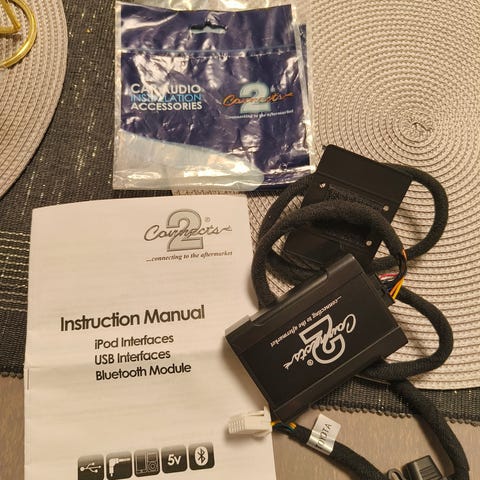 CAR AUDIO
INSTALLATION
ACCESSORIES
Connects2®
...connecting to the aftermarket
Connects2®
...connecting to the aftermarket
Instruction Manual
iPod Interfaces
USB Interfaces
Bluetooth Module
5v
Connects2®
...connecting to the aftermarket
TOYOTA